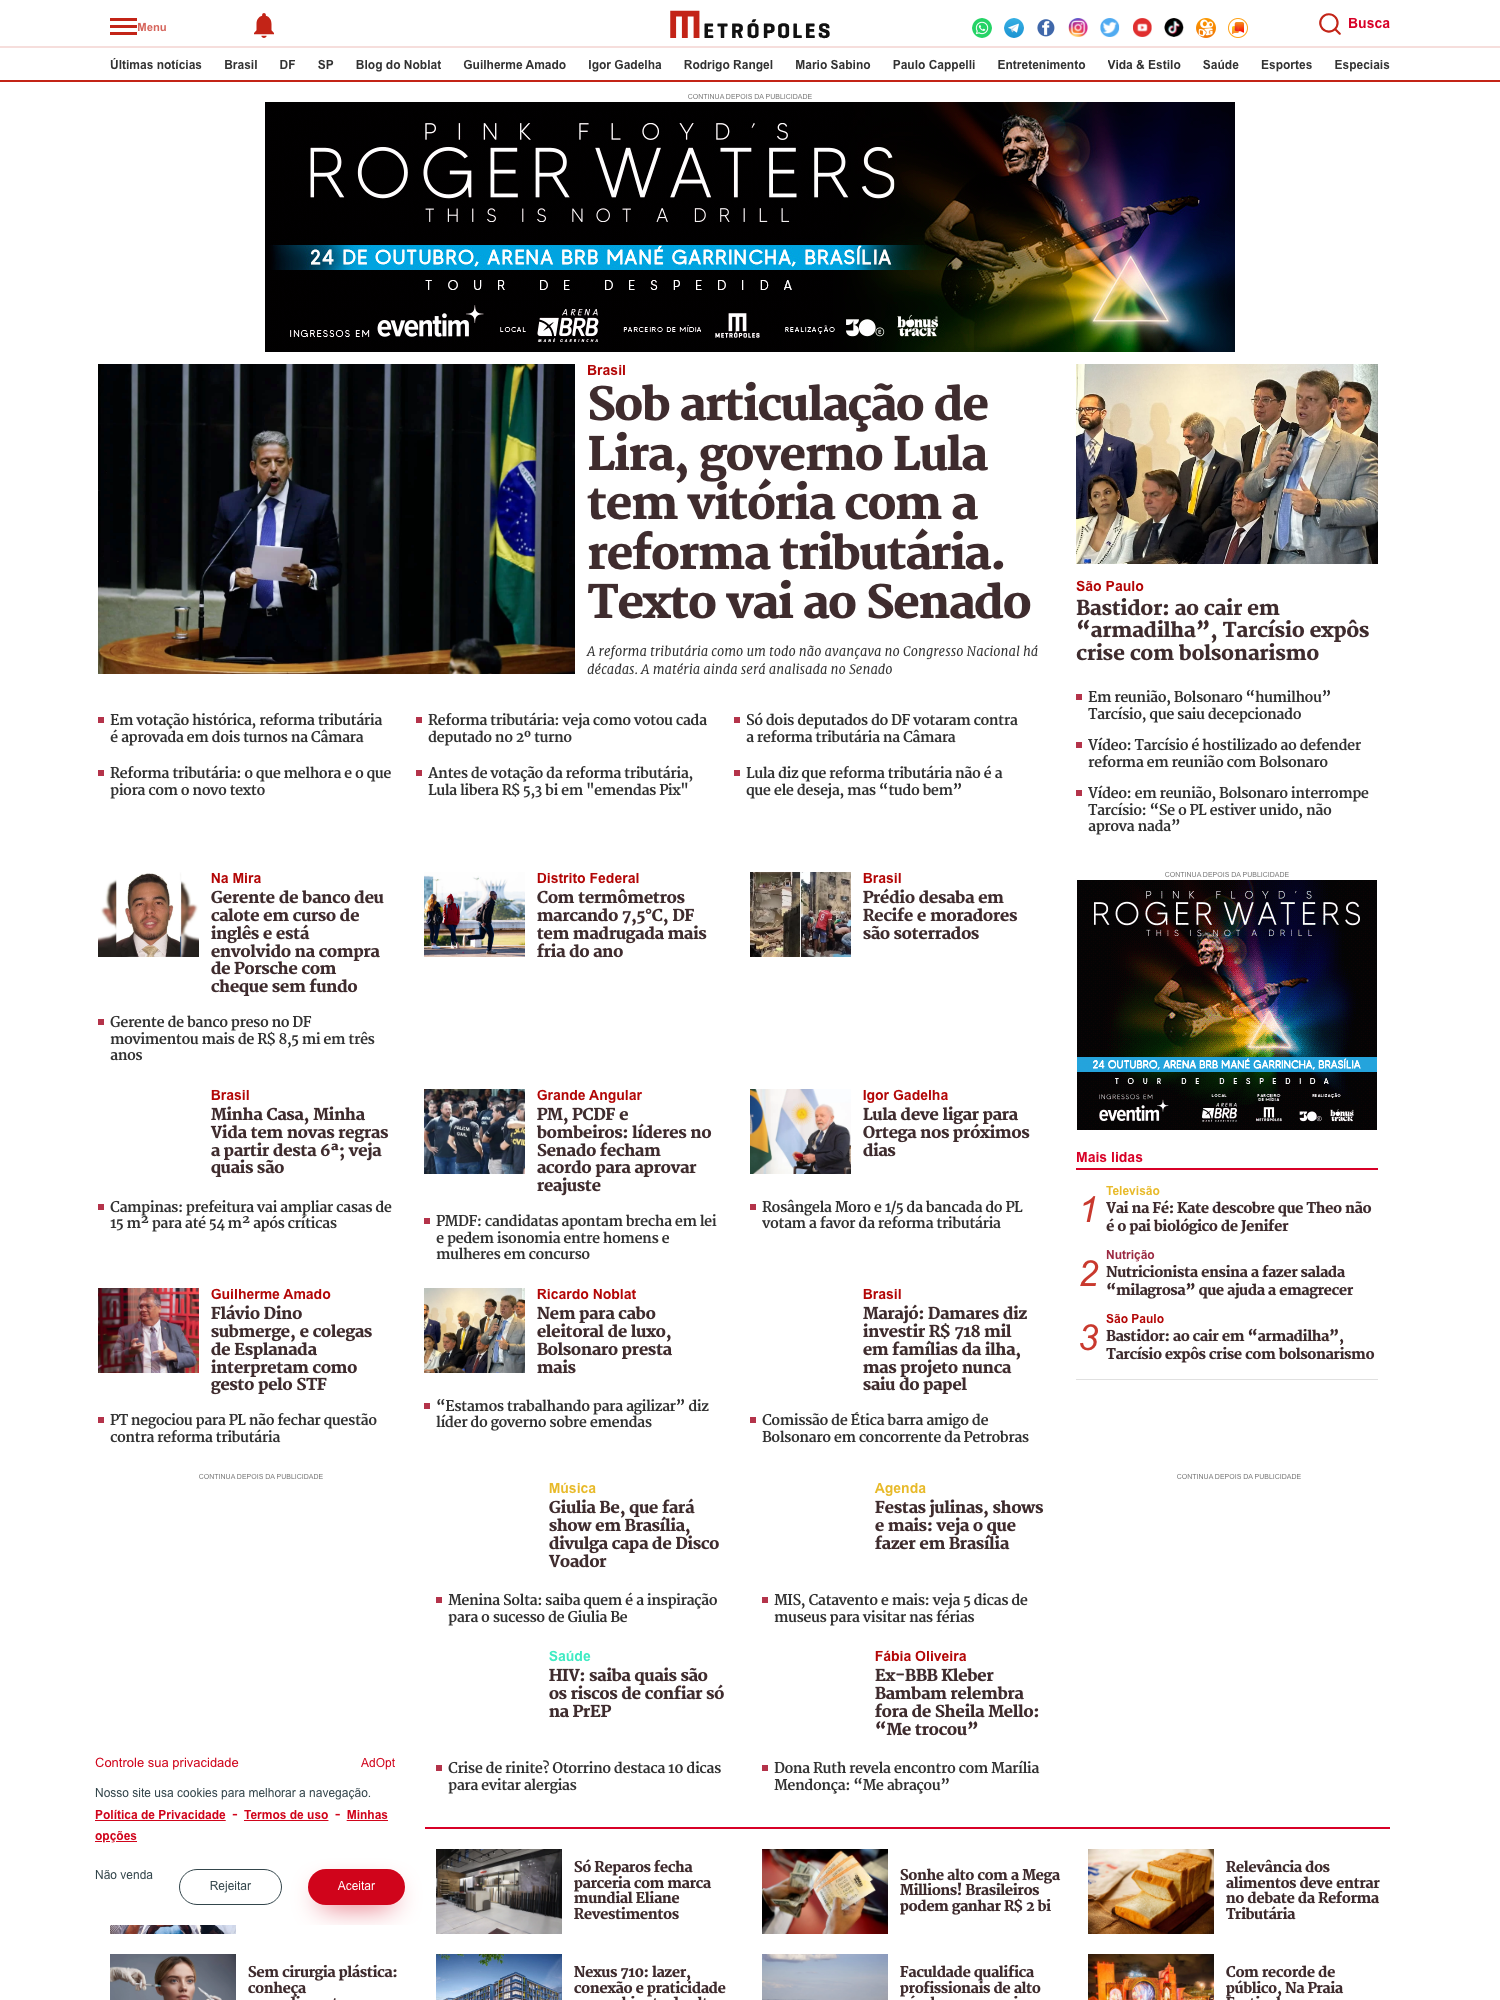 Menu
METRÓPOLES
Busca
Últimas notícias Brasil DF SP Blog do Noblat Guilherme Amado Igor Gadelha Rodrigo Rangel Mario Sabino Paulo Cappelli Entretenimento Vida & Estilo Saúde Esportes Especiais
CONTINUA DEPOIS DA PUBLICIDADE
PINK FLOYD'S
ROGER WATERS
THIS IS NOT A DRILL
24 DE OUTUBRO, ARENA BRB MANÉ GARRINCHA, BRASÍLIA
TOUR DE DESPEDIDA
INGRESSOS EM eventim LOCAL ARENA BRB MANÉ GARRINCHA PARCEIRO DE MÍDIA METRÓPOLES REALIZAÇÃO 30e bónus track
Brasil
Sob articulação de
Lira, governo Lula
tem vitória com a
reforma tributária.
Texto vai ao Senado
A reforma tributária como um todo não avançava no Congresso Nacional há
décadas. A matéria ainda será analisada no Senado
São Paulo
Bastidor: ao cair em
“armadilha”, Tarcísio expôs
crise com bolsonarismo
Em reunião, Bolsonaro “humilhou”
Tarcísio, que saiu decepcionado
Vídeo: Tarcísio é hostilizado ao defender
reforma em reunião com Bolsonaro
Vídeo: em reunião, Bolsonaro interrompe
Tarcísio: “Se o PL estiver unido, não
aprova nada”
Em votação histórica, reforma tributária
é aprovada em dois turnos na Câmara
Reforma tributária: veja como votou cada
deputado no 2º turno
Só dois deputados do DF votaram contra
a reforma tributária na Câmara
Reforma tributária: o que melhora e o que
piora com o novo texto
Antes de votação da reforma tributária,
Lula libera R$ 5,3 bi em "emendas Pix"
Lula diz que reforma tributária não é a
que ele deseja, mas “tudo bem”
Na Mira
Gerente de banco deu
calote em curso de
inglês e está
envolvido na compra
de Porsche com
cheque sem fundo
Gerente de banco preso no DF
movimentou mais de R$ 8,5 mi em três
anos
Distrito Federal
Com termômetros
marcando 7,5°C, DF
tem madrugada mais
fria do ano
Brasil
Prédio desaba em
Recife e moradores
são soterrados
CONTINUA DEPOIS DA PUBLICIDADE
PINK FLOYD'S
ROGER WATERS
THIS IS NOT A DRILL
24 OUTUBRO, ARENA BRB MANÉ GARRINCHA, BRASÍLIA
TOUR DE DESPEDIDA
INGRESSOS EM LOCAL PARCEIRO DE MÍDIA REALIZAÇÃO
eventim ARENA BRB MANÉ GARRINCHA METRÓPOLES 30e bónus track
Brasil
Minha Casa, Minha
Vida tem novas regras
a partir desta 6ª; veja
quais são
Campinas: prefeitura vai ampliar casas de
15 m² para até 54 m² após críticas
Grande Angular
PM, PCDF e
bombeiros: líderes no
Senado fecham
acordo para aprovar
reajuste
PMDF: candidatas apontam brecha em lei
e pedem isonomia entre homens e
mulheres em concurso
Igor Gadelha
Lula deve ligar para
Ortega nos próximos
dias
Rosângela Moro e 1/5 da bancada do PL
votam a favor da reforma tributária
Mais lidas
1
Televisão
Vai na Fé: Kate descobre que Theo não
é o pai biológico de Jenifer
2
Nutrição
Nutricionista ensina a fazer salada
“milagrosa” que ajuda a emagrecer
3
São Paulo
Bastidor: ao cair em “armadilha”,
Tarcísio expôs crise com bolsonarismo
Guilherme Amado
Flávio Dino
submerge, e colegas
de Esplanada
interpretam como
gesto pelo STF
PT negociou para PL não fechar questão
contra reforma tributária
Ricardo Noblat
Nem para cabo
eleitoral de luxo,
Bolsonaro presta
mais
“Estamos trabalhando para agilizar” diz
líder do governo sobre emendas
Brasil
Marajó: Damares diz
investir R$ 718 mil
em famílias da ilha,
mas projeto nunca
saiu do papel
Comissão de Ética barra amigo de
Bolsonaro em concorrente da Petrobras
CONTINUA DEPOIS DA PUBLICIDADE
CONTINUA DEPOIS DA PUBLICIDADE
Música
Giulia Be, que fará
show em Brasília,
divulga capa de Disco
Voador
Menina Solta: saiba quem é a inspiração
para o sucesso de Giulia Be
Agenda
Festas julinas, shows
e mais: veja o que
fazer em Brasília
MIS, Catavento e mais: veja 5 dicas de
museus para visitar nas férias
Saúde
HIV: saiba quais são
os riscos de confiar só
na PrEP
Crise de rinite? Otorrino destaca 10 dicas
para evitar alergias
Fábia Oliveira
Ex-BBB Kleber
Bambam relembra
fora de Sheila Mello:
“Me trocou”
Dona Ruth revela encontro com Marília
Mendonça: “Me abraçou”
Controle sua privacidade AdOpt
Nosso site usa cookies para melhorar a navegação.
Política de Privacidade - Termos de uso - Minhas
opções
Não venda Rejeitar Aceitar
Só Reparos fecha
parceria com marca
mundial Eliane
Revestimentos
Sonhe alto com a Mega
Millions! Brasileiros
podem ganhar R$ 2 bi
Relevância dos
alimentos deve entrar
no debate da Reforma
Tributária
Sem cirurgia plástica:
conheça
Nexus 710: lazer,
conexão e praticidade
Faculdade qualifica
profissionais de alto
Com recorde de
público, Na Praia